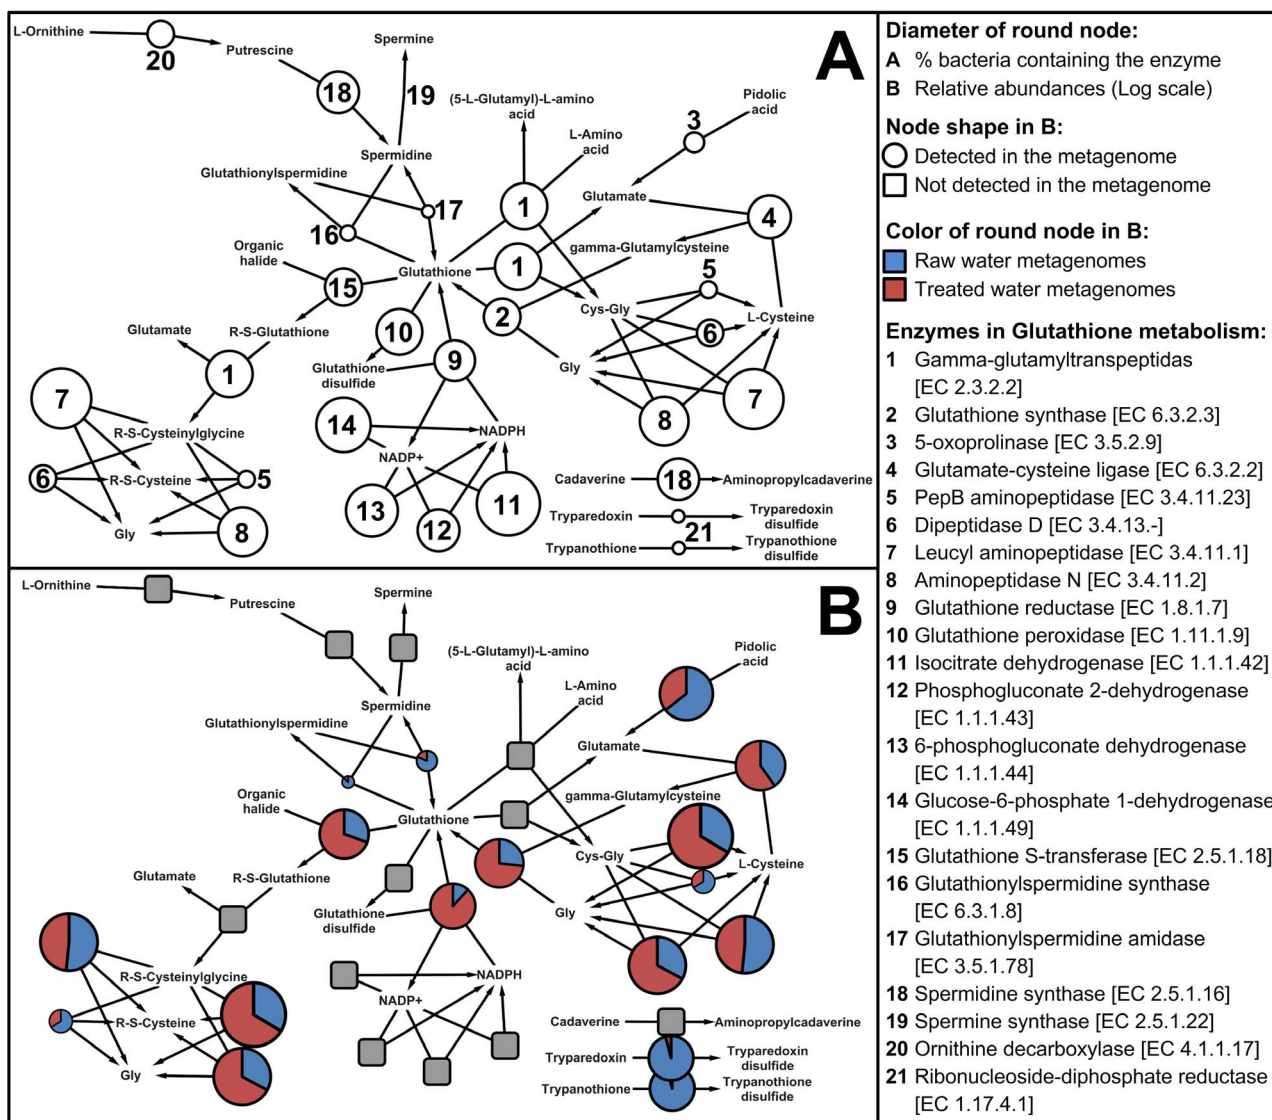 L-Ornithine
20
Putrescine
Spermine
18
19
(5-L-Glutamyl)-L-amino
acid
L-Amino
acid
Pidolic
acid
3
A
Spermidine
Glutathionylspermidine
17
16
1
Glutamate
4
Organic
halide
15
Glutathione
1
gamma-Glutamylcysteine
5
Cys-Gly
L-Cysteine
6
2
10
R-S-Glutathione
Glutamate
1
Glutathione
disulfide
9
Gly
7
8
7
R-S-Cysteinylglycine
14
NADPH
NADP+
6
R-S-Cysteine
5
Gly
8
13
12
11
Cadaverine
18
Aminopropylcadaverine
Tryparedoxin
Tryparedoxin
disulfide
21
Trypanothione
Trypanothione
disulfide
L-Ornithine
Putrescine
Spermine
B
(5-L-Glutamyl)-L-amino
acid
L-Amino
acid
Pidolic
acid
Spermidine
Glutathionylspermidine
Glutamate
Organic
halide
Glutathione
gamma-Glutamylcysteine
Cys-Gly
L-Cysteine
Glutamate
R-S-Glutathione
Glutathione
disulfide
Gly
R-S-Cysteinylglycine
NADPH
NADP+
R-S-Cysteine
Gly
Cadaverine
Aminopropylcadaverine
Tryparedoxin
Tryparedoxin
disulfide
Trypanothione
Trypanothione
disulfide
Diameter of round node:
A % bacteria containing the enzyme
B Relative abundances (Log scale)
Node shape in B:
Detected in the metagenome
Not detected in the metagenome
Color of round node in B:
Raw water metagenomes
Treated water metagenomes
Enzymes in Glutathione metabolism:
1 Gamma-glutamyltranspeptidas
[EC 2.3.2.2]
2 Glutathione synthase [EC 6.3.2.3]
3 5-oxoprolinase [EC 3.5.2.9]
4 Glutamate-cysteine ligase [EC 6.3.2.2]
5 PepB aminopeptidase [EC 3.4.11.23]
6 Dipeptidase D [EC 3.4.13.-]
7 Leucyl aminopeptidase [EC 3.4.11.1]
8 Aminopeptidase N [EC 3.4.11.2]
9 Glutathione reductase [EC 1.8.1.7]
10 Glutathione peroxidase [EC 1.11.1.9]
11 Isocitrate dehydrogenase [EC 1.1.1.42]
12 Phosphogluconate 2-dehydrogenase
[EC 1.1.1.43]
13 6-phosphogluconate dehydrogenase
[EC 1.1.1.44]
14 Glucose-6-phosphate 1-dehydrogenase
[EC 1.1.1.49]
15 Glutathione S-transferase [EC 2.5.1.18]
16 Glutathionylspermidine synthase
[EC 6.3.1.8]
17 Glutathionylspermidine amidase
[EC 3.5.1.78]
18 Spermidine synthase [EC 2.5.1.16]
19 Spermine synthase [EC 2.5.1.22]
20 Ornithine decarboxylase [EC 4.1.1.17]
21 Ribonucleoside-diphosphate reductase
[EC 1.17.4.1]